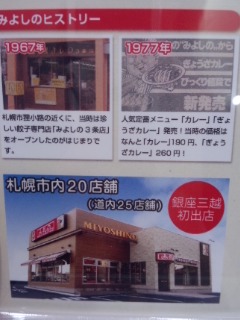 みよしのヒストリー
1967年
1977年
の"みよしの"から
ぎょうざカレー
びっくり
新発売
札幌市狸小路の近くに、当時は珍
しい餃子専門店「みよしの3条店」
をオープンしたのがはじまりで
す。
人気定番メニュー「カレー」「ぎょ
うざカレー」発売！当時の価格は
なんと「カレー」190円、「ぎょう
ざカレー」260円！
札幌市内20店舗
(道内25店舗)
銀座三越
初出店
MIYOSHINO